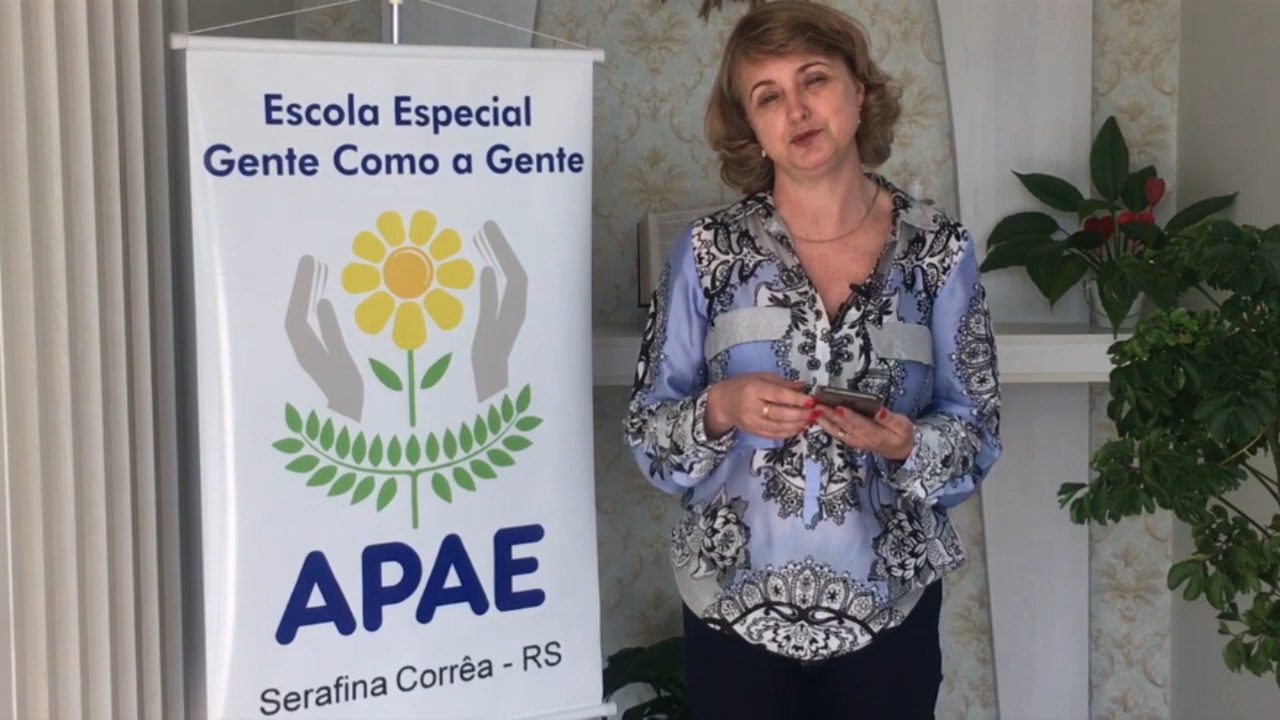 Escola Especial
Gente Como a Gente
APAE
Serafina Corrêa - RS